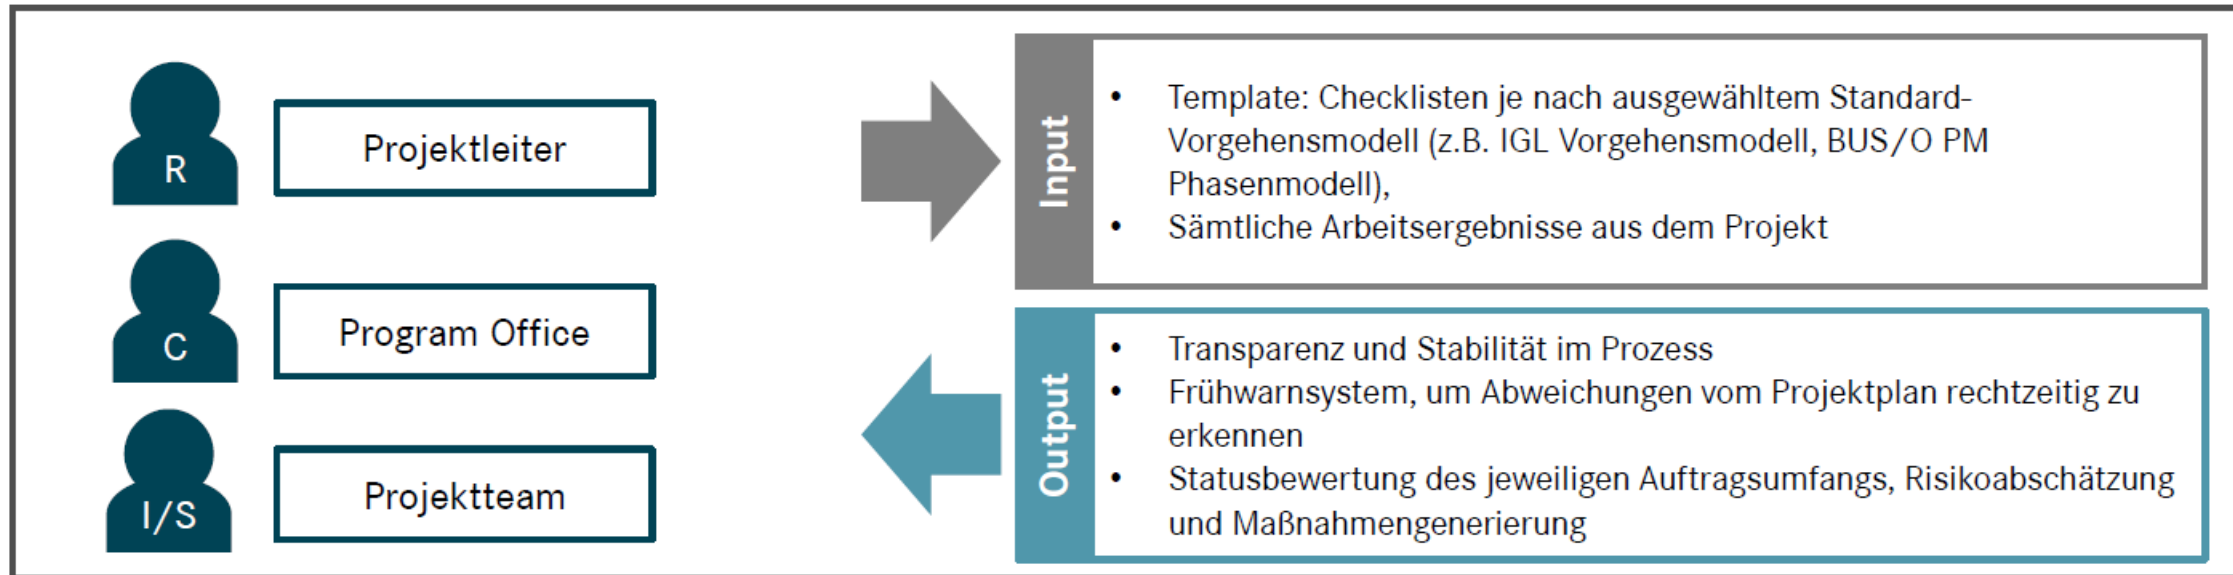 R
Projektleiter
C
Program Office
I/S
Projektteam
Input
• Template: Checklisten je nach ausgewähltem Standard-
Vorgehensmodell (z.B. IGL Vorgehensmodell, BUS/O PM
Phasenmodell),
• Sämtliche Arbeitsergebnisse aus dem Projekt
Output
• Transparenz und Stabilität im Prozess
• Frühwarnsystem, um Abweichungen vom Projektplan rechtzeitig zu
erkennen
• Statusbewertung des jeweiligen Auftragsumfangs, Risikoabschätzung
und Maßnahmengenerierung